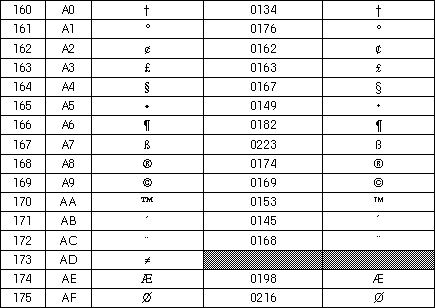 160 A0 † 0134 †
161 A1 ° 0176 °
162 A2 ¢ 0162 ¢
163 A3 £ 0163 £
164 A4 § 0167 §
165 A5 • 0149 •
166 A6 ¶ 0182 ¶
167 A7 ß 0223 ß
168 A8 ® 0174 ®
169 A9 © 0169 ©
170 AA ™ 0153 ™
171 AB ´ 0145 ´
172 AC ¨ 0168 ¨
173 AD ≠
174 AE Æ 0198 Æ
175 AF Ø 0216 Ø